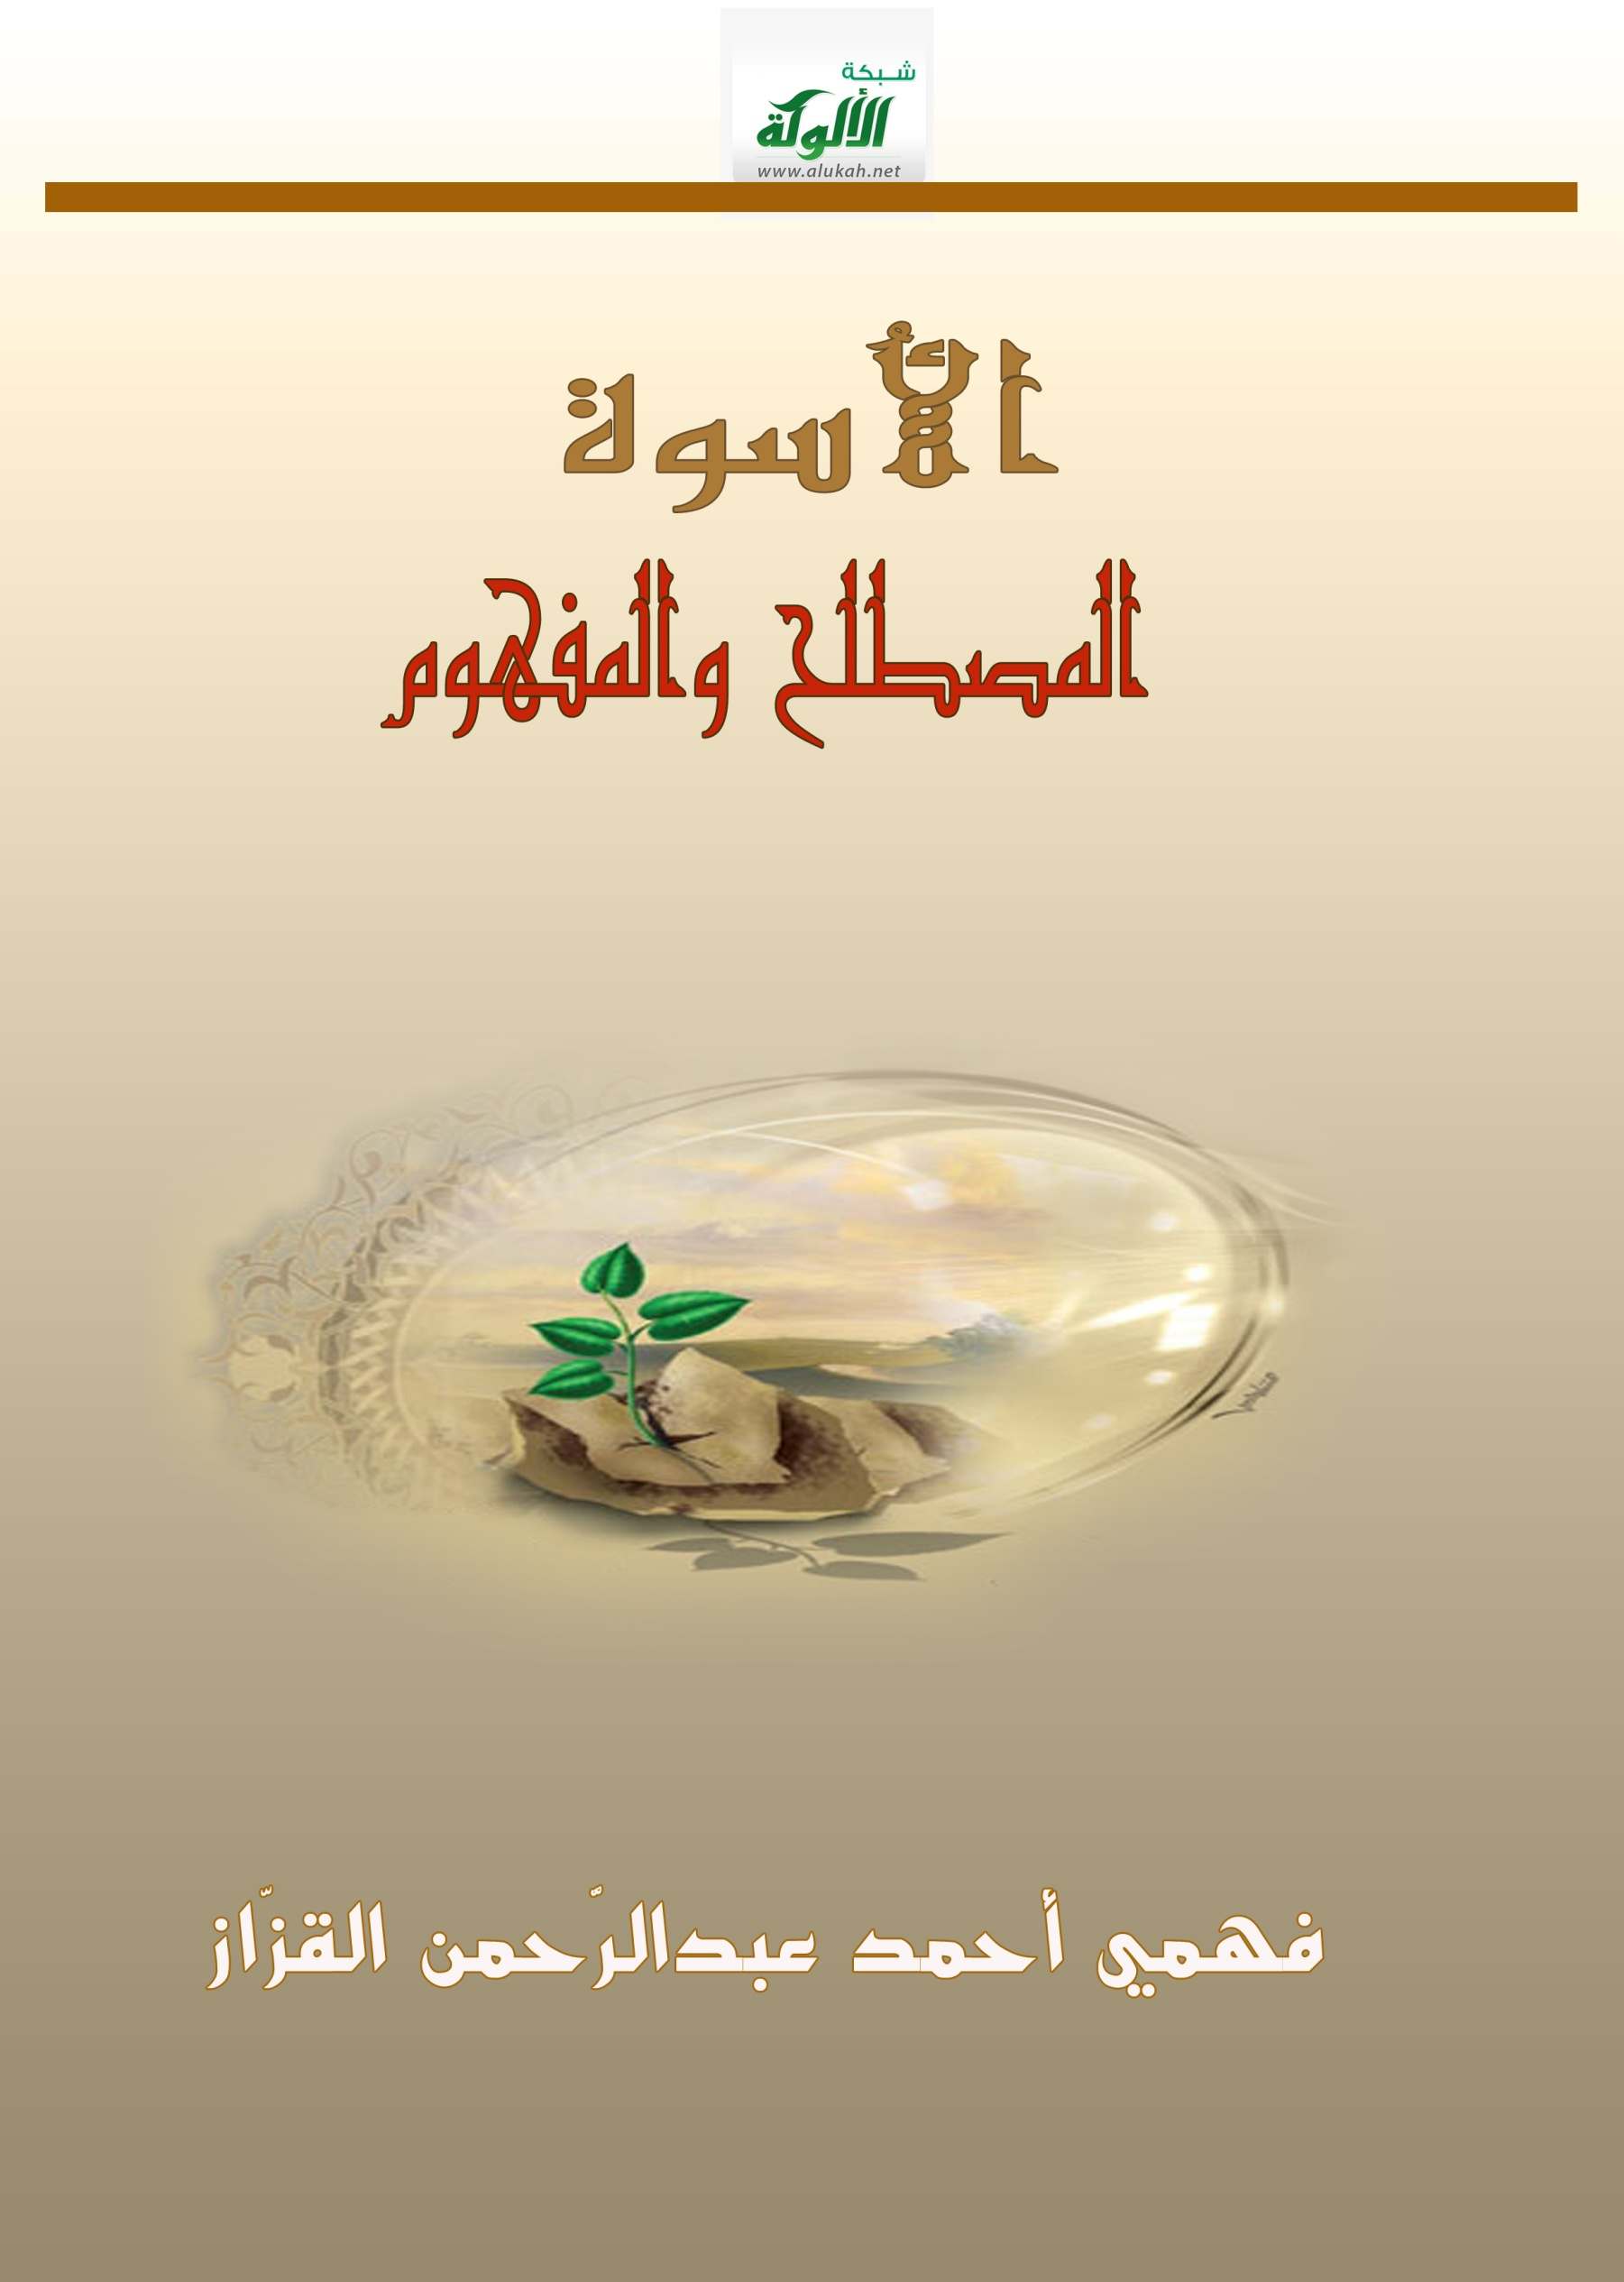 شبكة
الألوكة
www.alukah.net
الأسوة
المصطلح والمفهوم
فهمي أحمد عبدالرَّحمن القزّاز